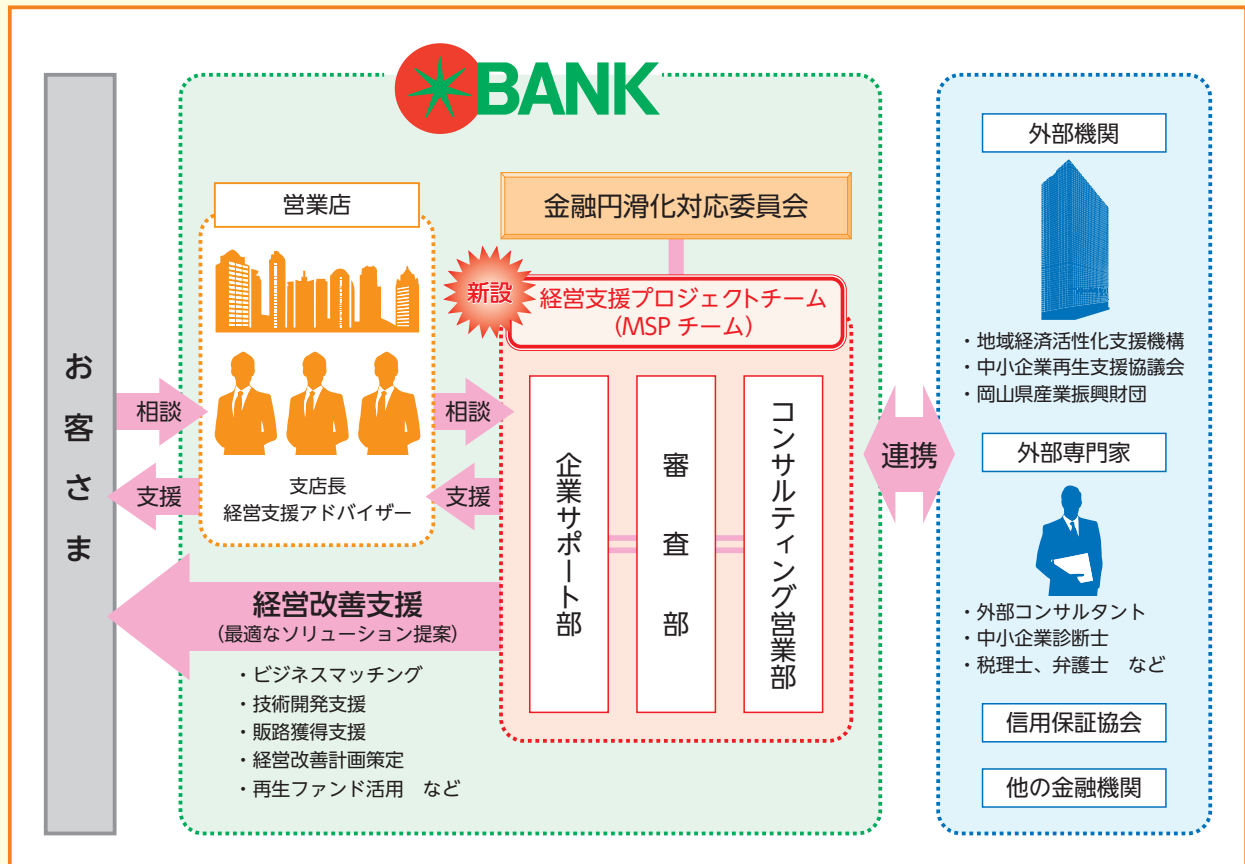 BANK
お客さま
営業店
支店長
経営支援アドバイザー
相談
支援
相談
支援
金融円滑化対応委員会
新設
経営支援プロジェクトチーム
(MSP チーム)
企業サポート部
審査部
コンサルティング営業部
経営改善支援
(最適なソリューション提案)
・ビジネスマッチング
・技術開発支援
・販路獲得支援
・経営改善計画策定
・再生ファンド活用 など
連携
外部機関
・地域経済活性化支援機構
・中小企業再生支援協議会
・岡山県産業振興財団
外部専門家
・外部コンサルタント
・中小企業診断士
・税理士、弁護士 など
信用保証協会
他の金融機関